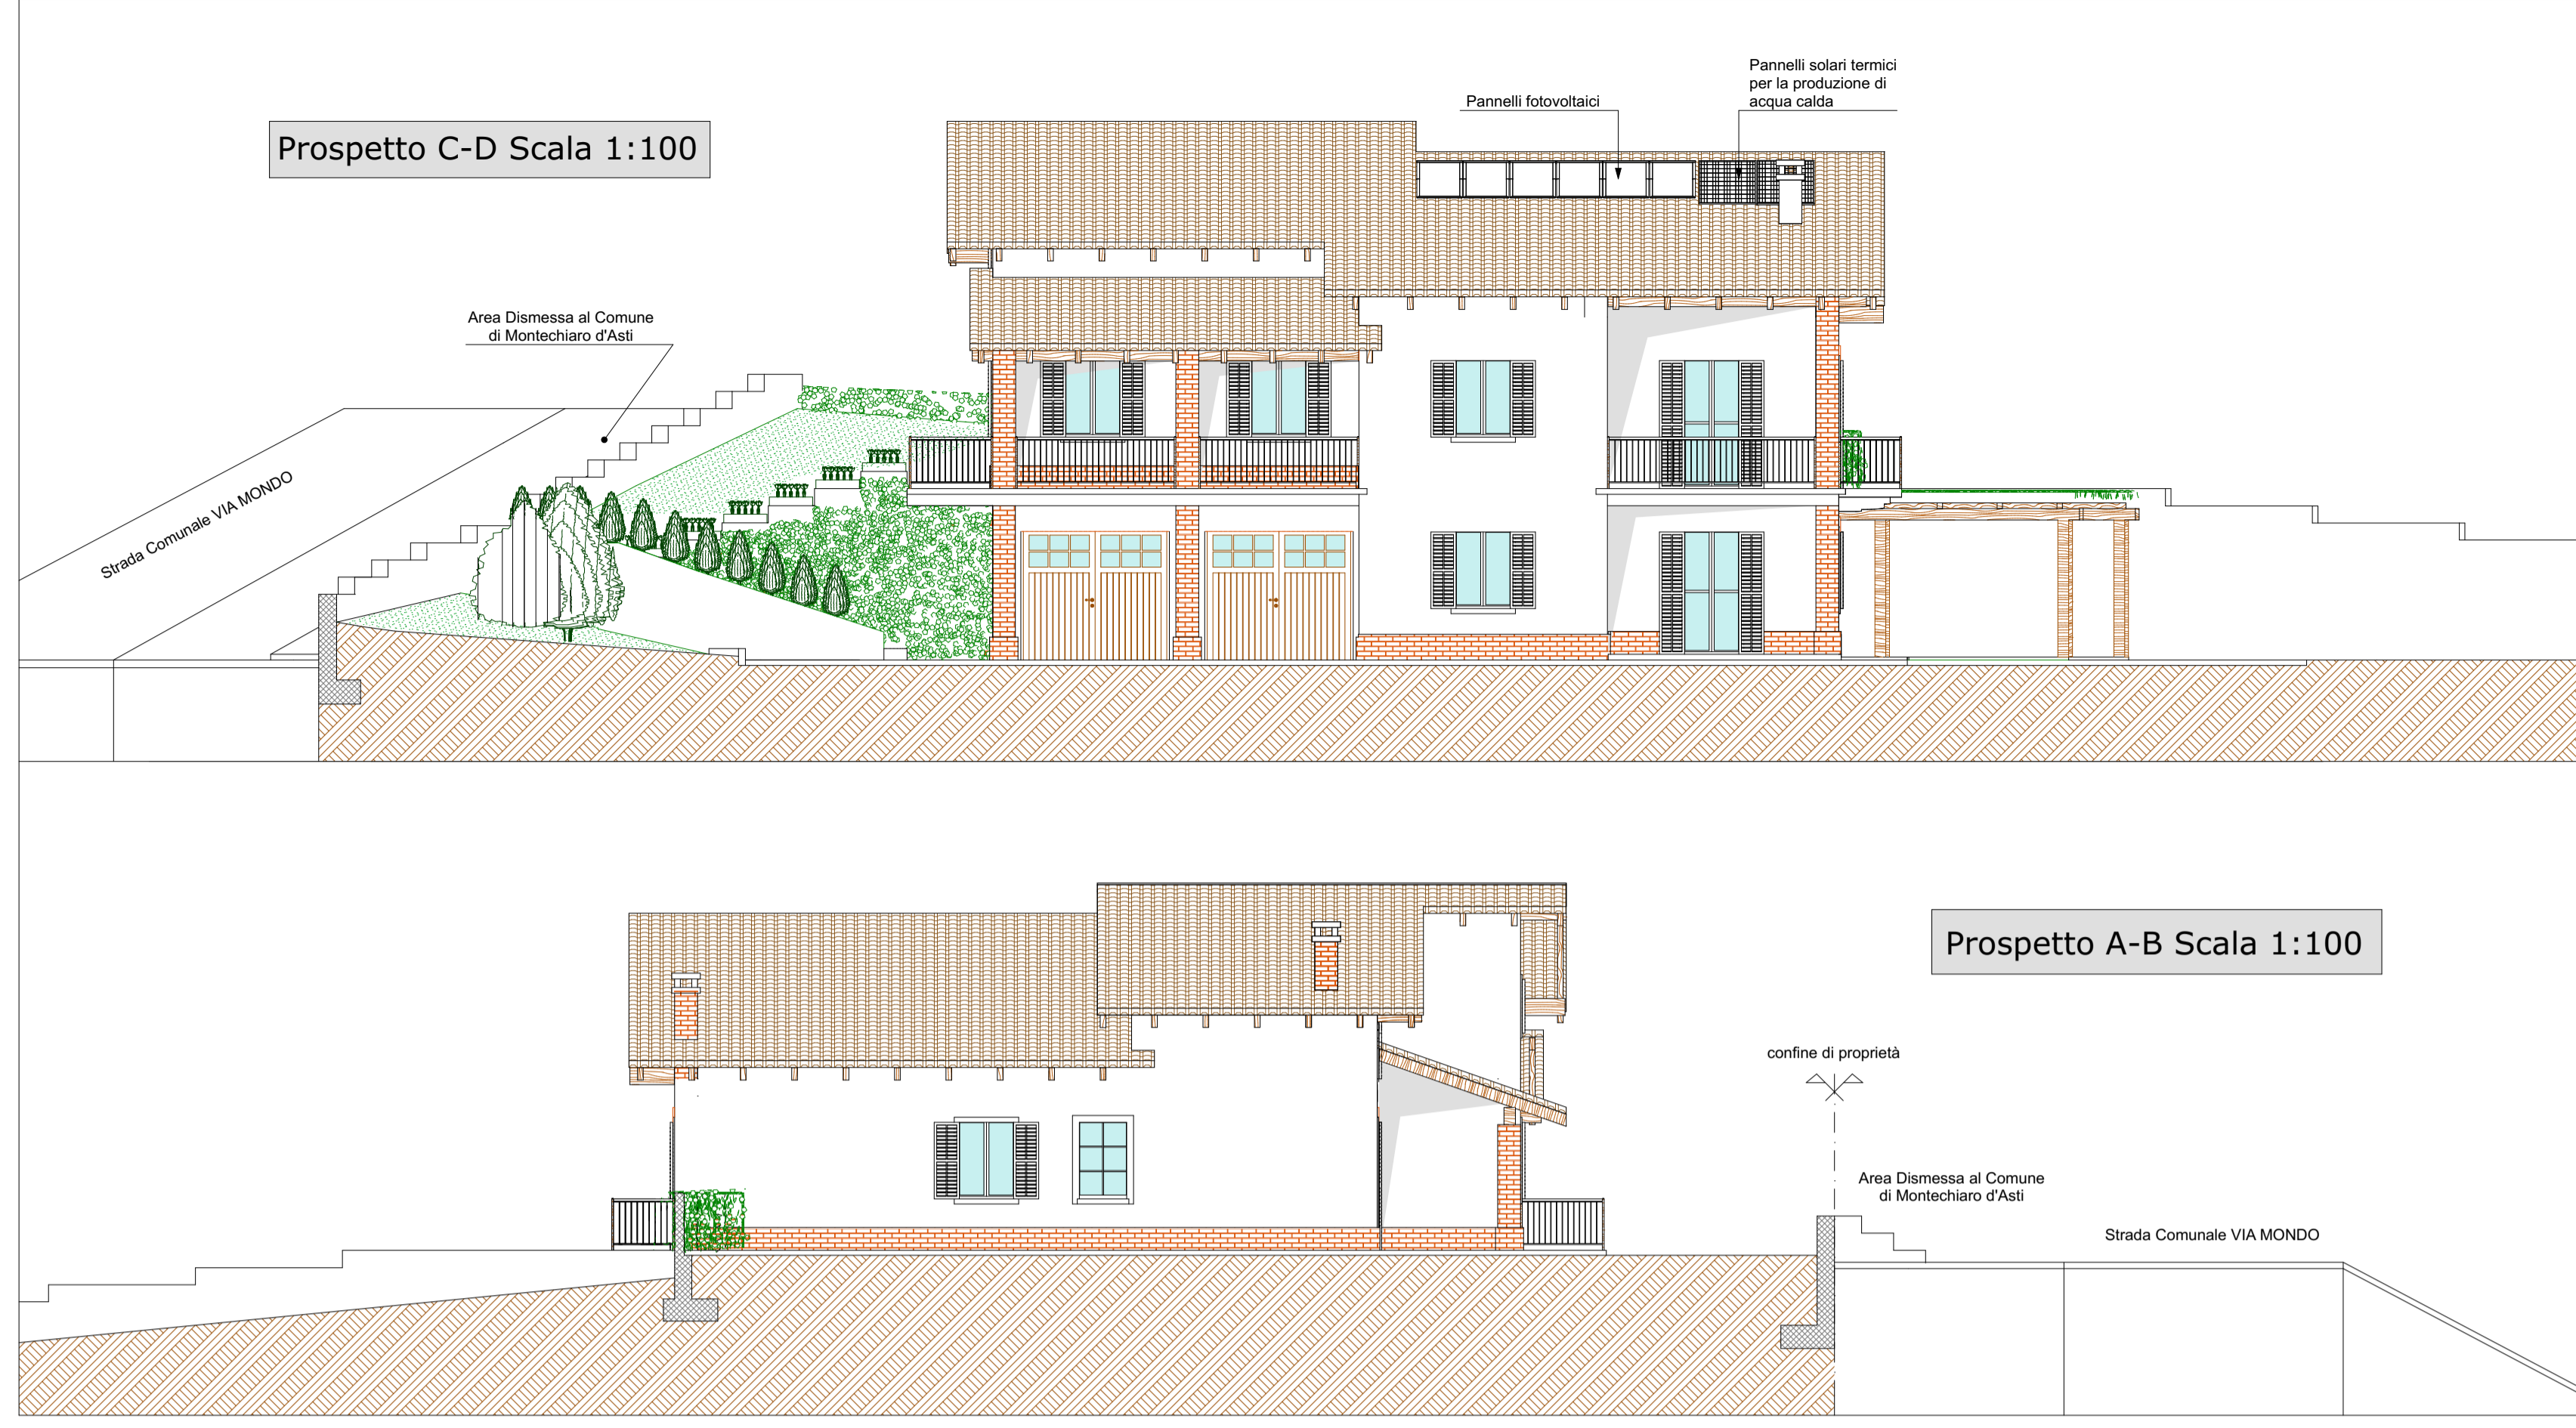 Pannelli solari termici
per la produzione di
acqua calda
Pannelli fotovoltaici
Prospetto C-D Scala 1:100
Area Dismessa al Comune
di Montechiaro d'Asti
Strada Comunale VIA MONDO
Prospetto A-B Scala 1:100
confine di proprietà
Area Dismessa al Comune
di Montechiaro d'Asti
Strada Comunale VIA MONDO